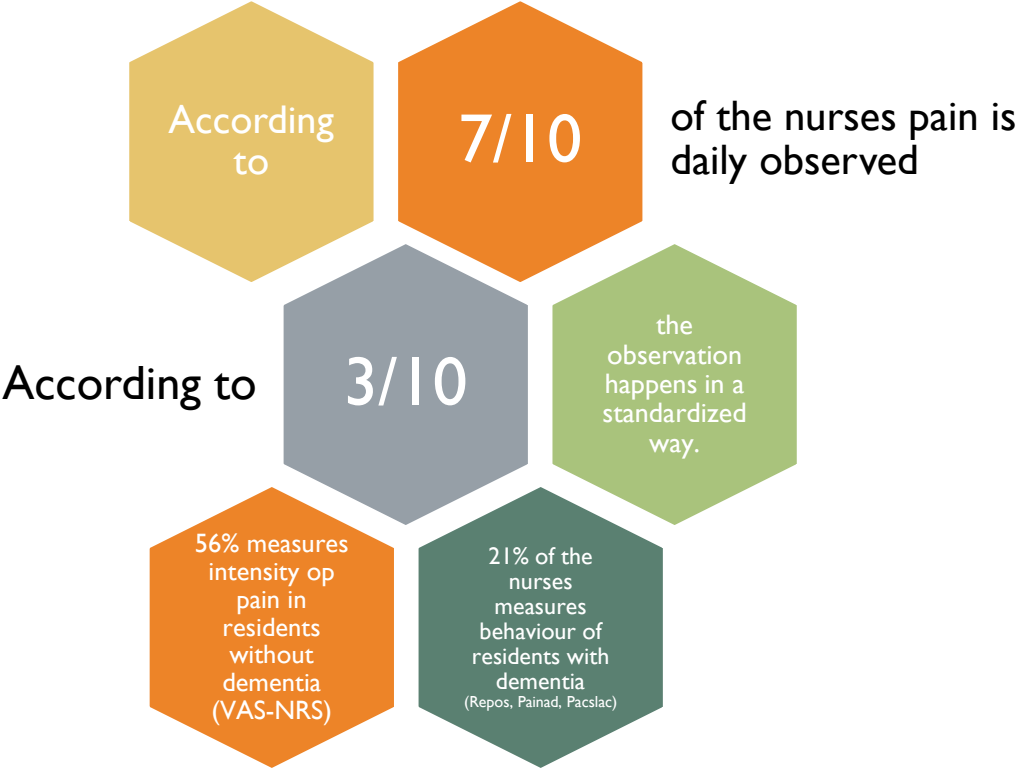 According
to
7/10
of the nurses pain is
daily observed
According to
3/10
the
observation
happens in a
standardized
way.
56% measures
intensity op
pain in
residents
without
dementia
(VAS-NRS)
21% of the
nurses
measures
behaviour of
residents with
dementia
(Repos, Painad, Pacslac)